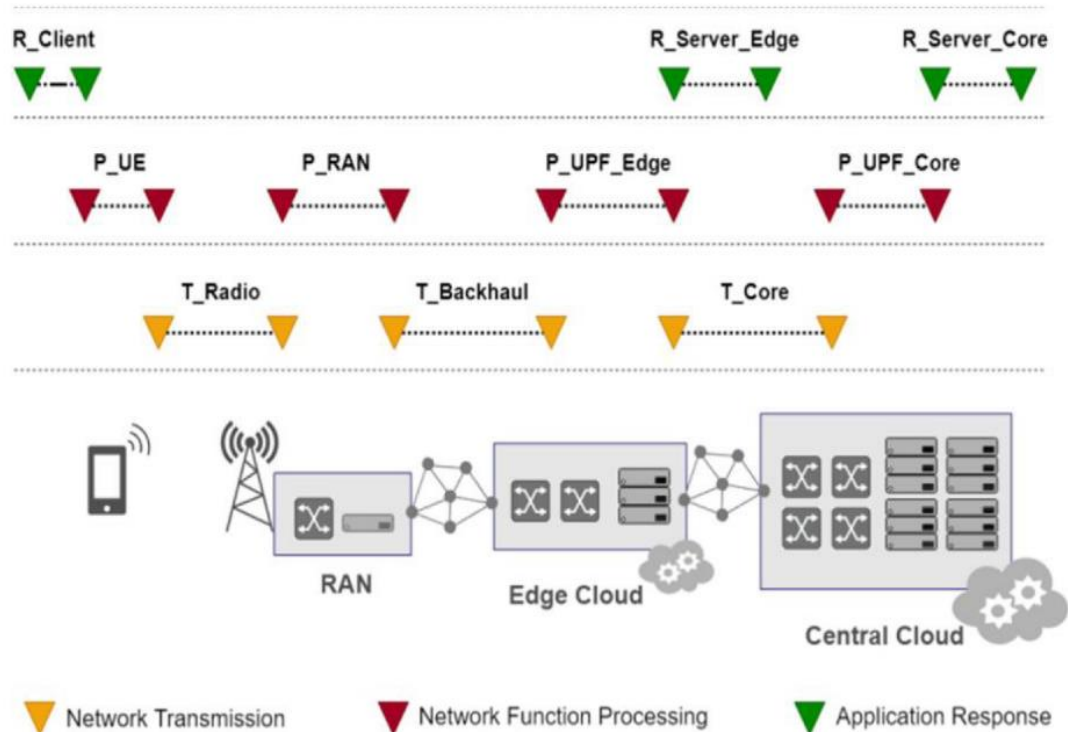 R_Client
R_Server_Edge
R_Server_Core
P_UE
P_RAN
P_UPF_Edge
P_UPF_Core
T_Radio
T_Backhaul
T_Core
RAN
Edge Cloud
Central Cloud
Network Transmission
Network Function Processing
Application Response